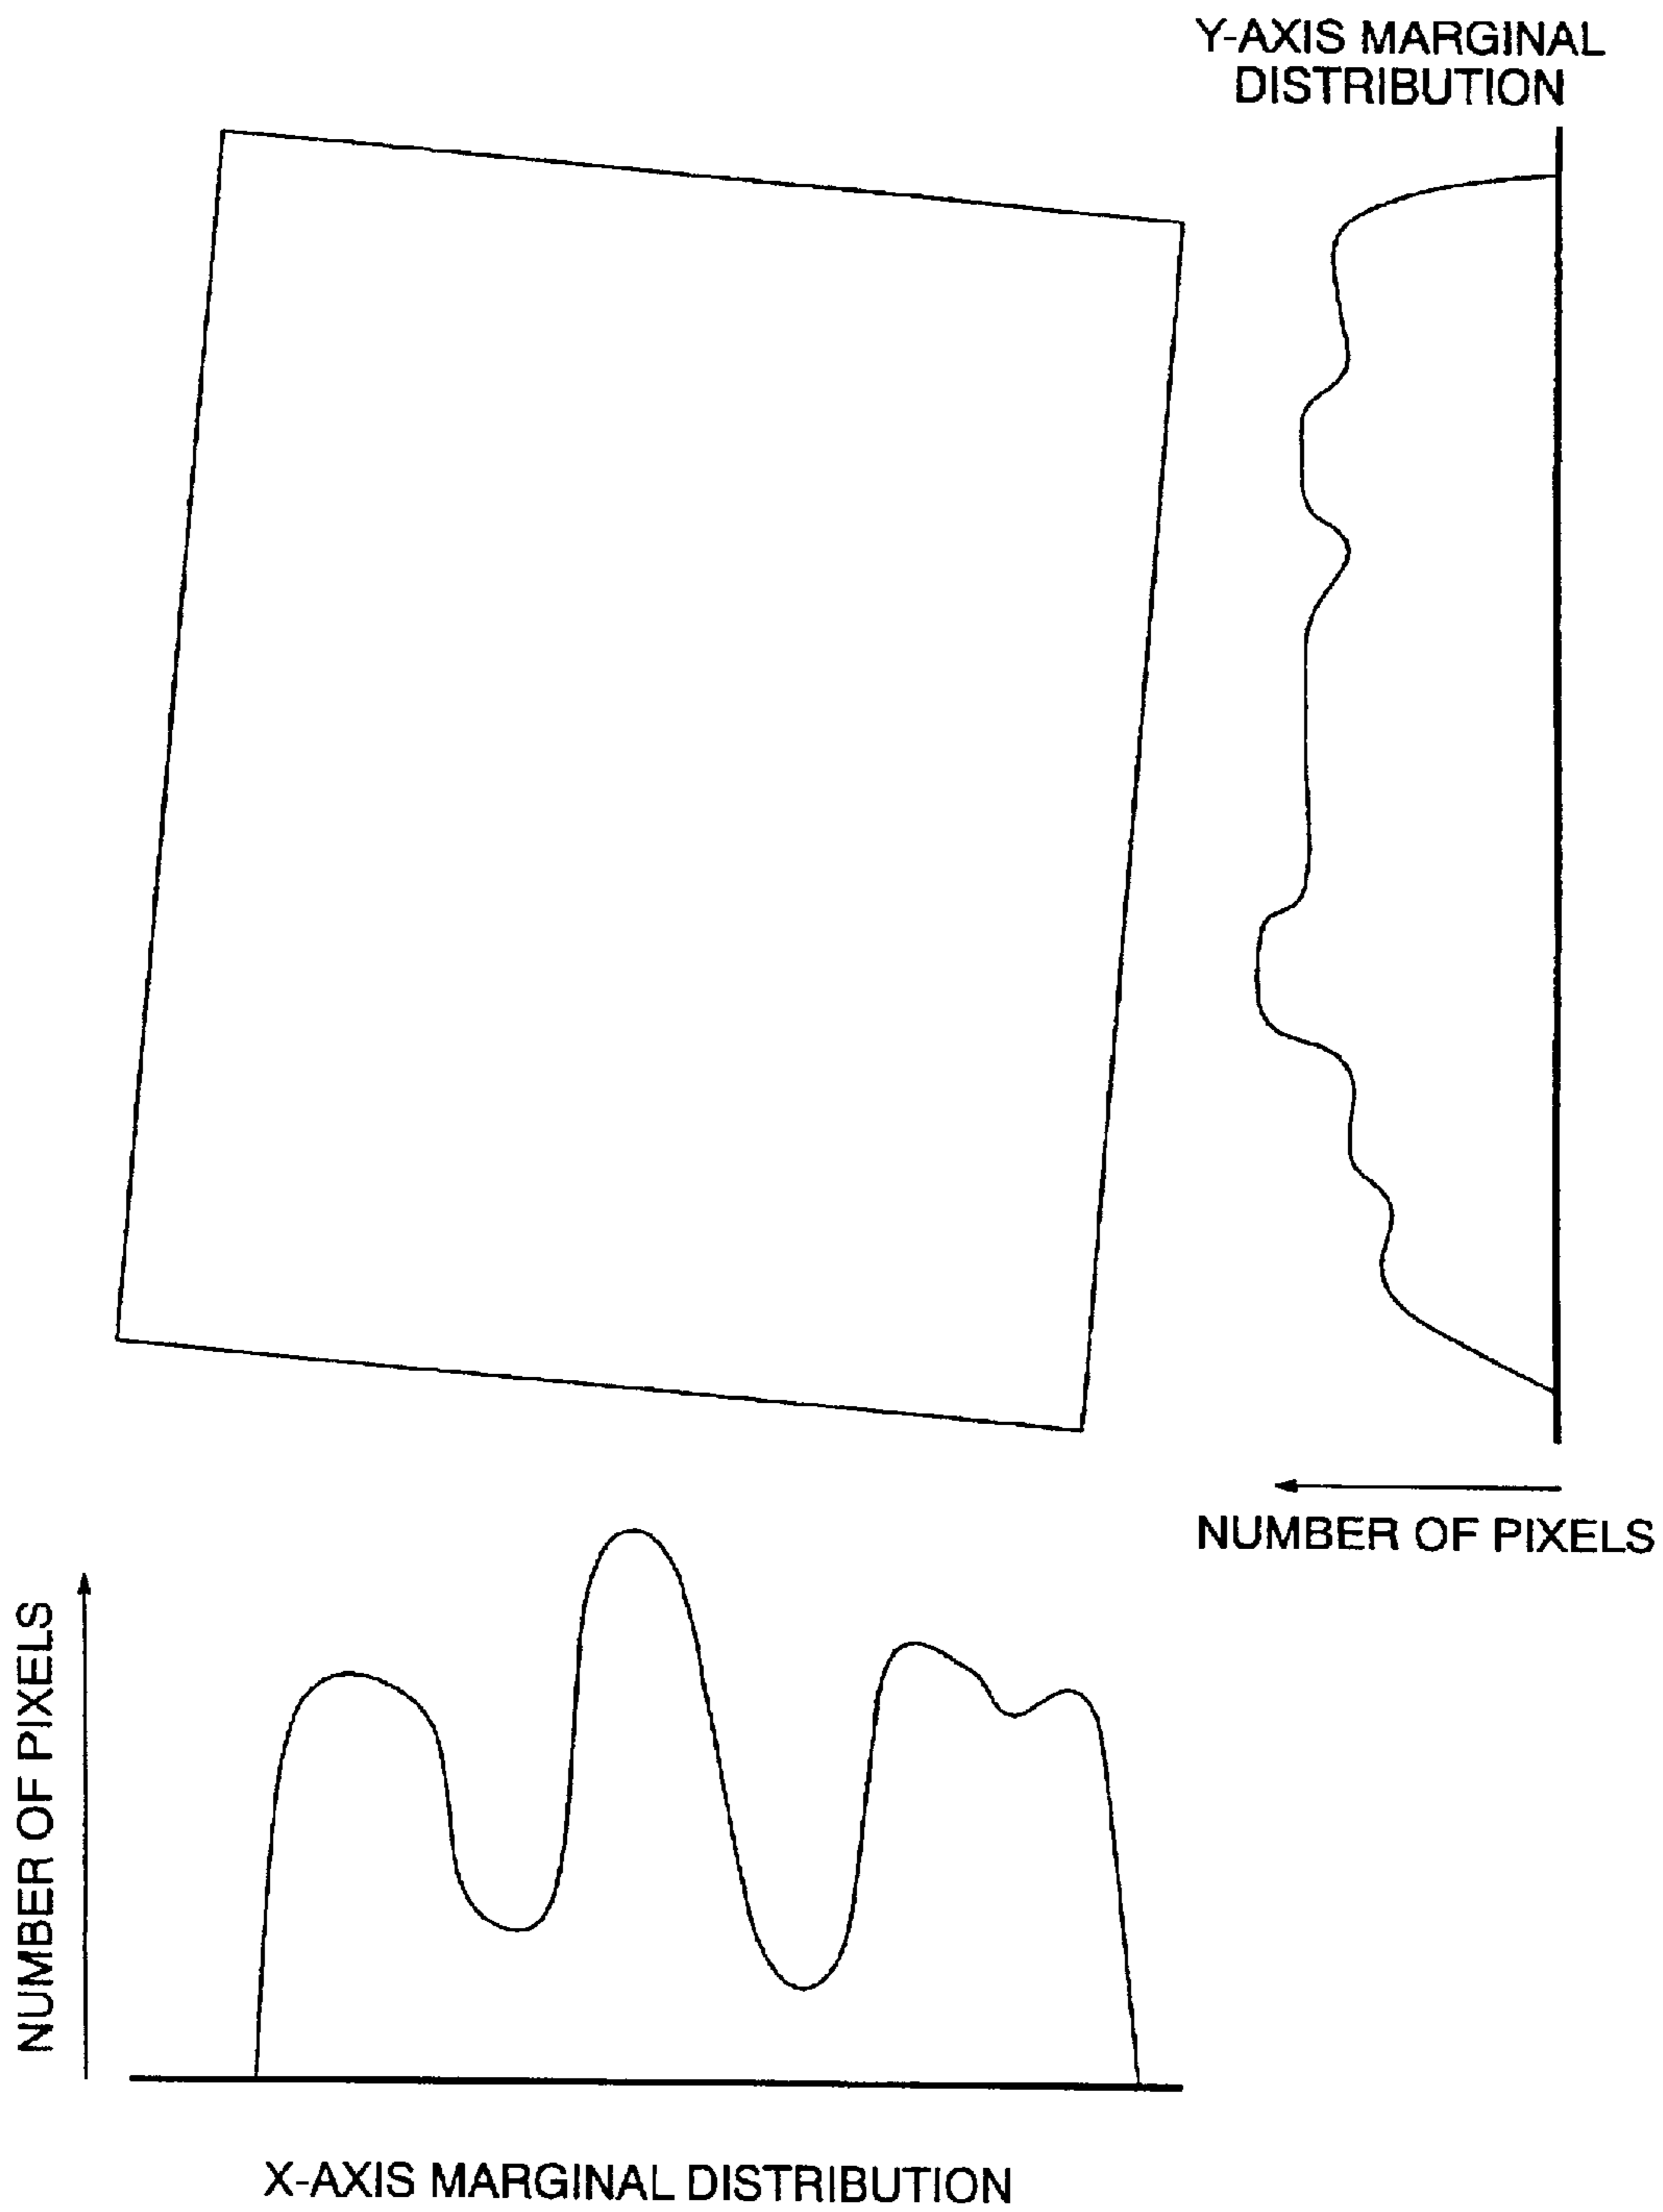 Y-AXIS MARGINAL
DISTRIBUTION
NUMBER OF PIXELS
NUMBER OF PIXELS
X-AXIS MARGINAL DISTRIBUTION